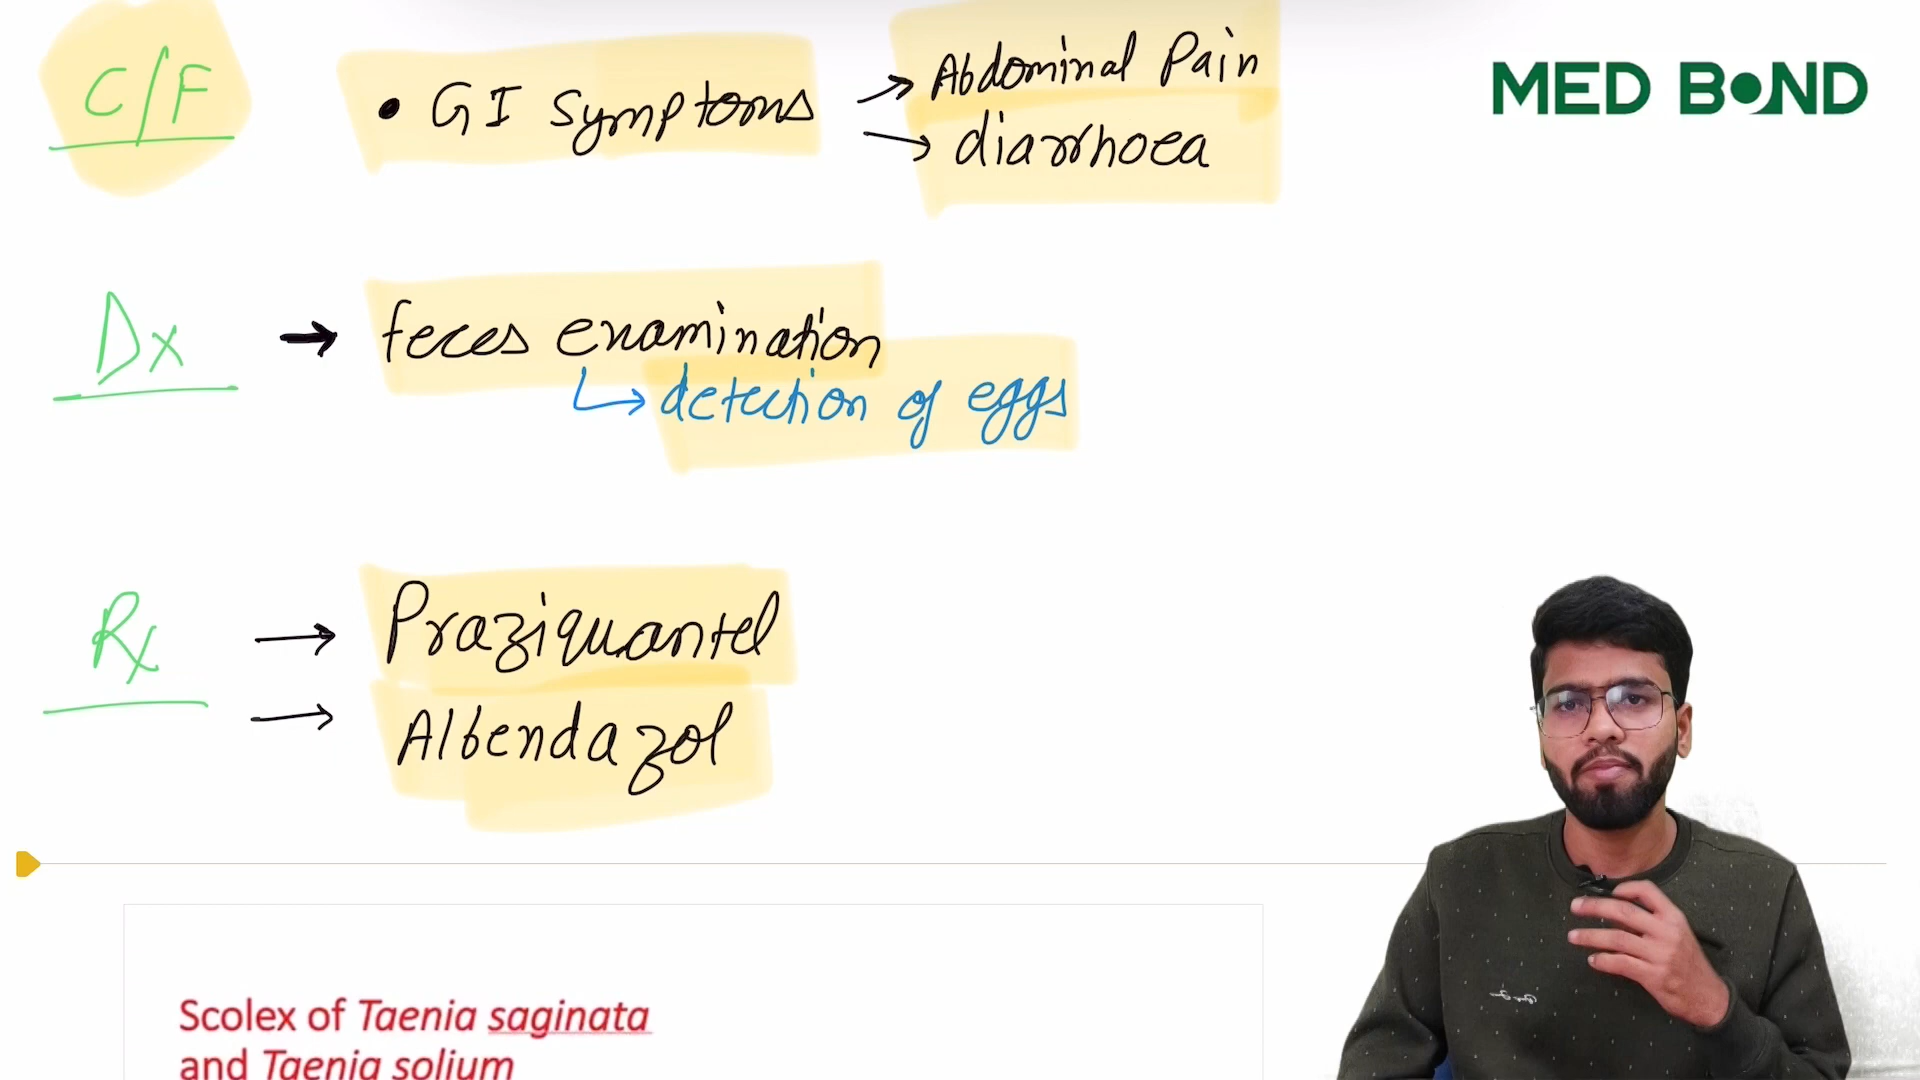 C/F
• GI symptoms → Abdominal Pain
→ diarrhoea
MED BOND
Dx → feces examination
↳ detection of eggs
Rx → Praziquantel
→ Albendazol
Scolex of Taenia saginata
and Taenia solium